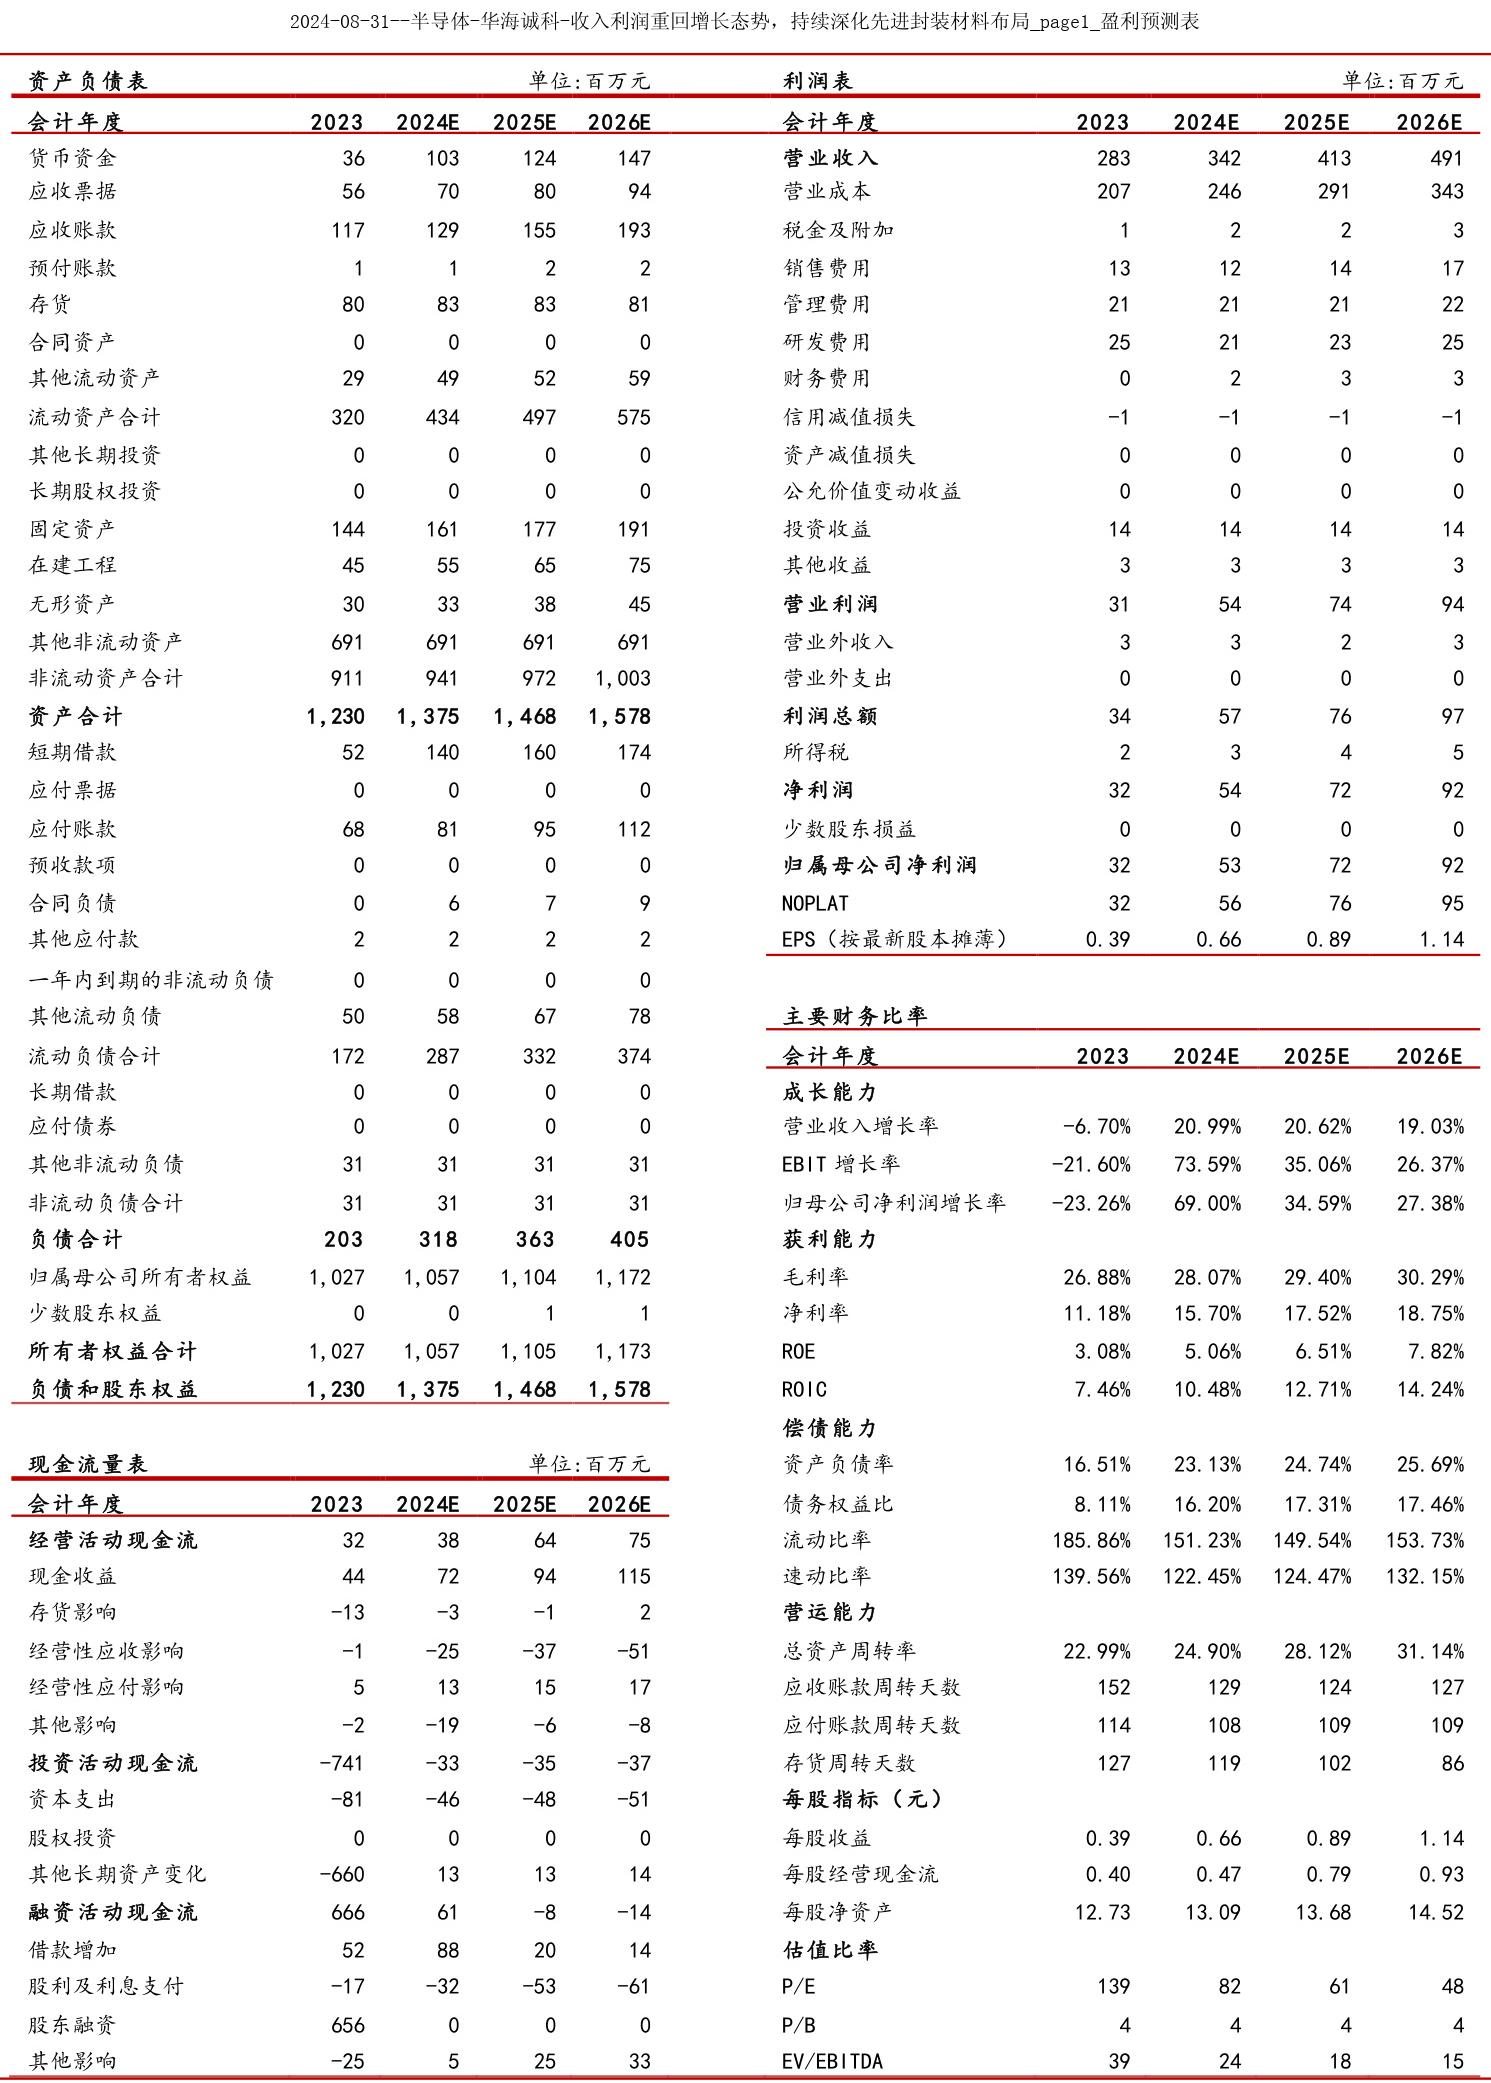 2024-08-31--半导体-华海诚科-收入利润重回增长态势，持续深化先进封装材料布局_page1_盈利预测表
资产负债表 单位:百万元
会计年度 2023 2024E 2025E 2026E
货币资金 36 103 124 147
应收票据 56 70 80 94
应收账款 117 129 155 193
预付账款 1 1 2 2
存货 80 83 83 81
合同资产 0 0 0 0
其他流动资产 29 49 52 59
流动资产合计 320 434 497 575
其他长期投资 0 0 0 0
长期股权投资 0 0 0 0
固定资产 144 161 177 191
在建工程 45 55 65 75
无形资产 30 33 38 45
其他非流动资产 691 691 691 691
非流动资产合计 911 941 972 1,003
资产合计 1,230 1,375 1,468 1,578
短期借款 52 140 160 174
应付票据 0 0 0 0
应付账款 68 81 95 112
预收款项 0 0 0 0
合同负债 0 6 7 9
其他应付款 2 2 2 2
一年内到期的非流动负债 0 0 0 0
其他流动负债 50 58 67 78
流动负债合计 172 287 332 374
长期借款 0 0 0 0
应付债券 0 0 0 0
其他非流动负债 31 31 31 31
非流动负债合计 31 31 31 31
负债合计 203 318 363 405
归属母公司所有者权益 1,027 1,057 1,104 1,172
少数股东权益 0 0 1 1
所有者权益合计 1,027 1,057 1,105 1,173
负债和股东权益 1,230 1,375 1,468 1,578
现金流量表 单位:百万元
会计年度 2023 2024E 2025E 2026E
经营活动现金流 32 38 64 75
现金收益 44 72 94 115
存货影响 -13 -3 -1 2
经营性应收影响 -1 -25 -37 -51
经营性应付影响 5 13 15 17
其他影响 -2 -19 -6 -8
投资活动现金流 -741 -33 -35 -37
资本支出 -81 -46 -48 -51
股权投资 0 0 0 0
其他长期资产变化 -660 13 13 14
融资活动现金流 666 61 -8 -14
借款增加 52 88 20 14
股利及利息支付 -17 -32 -53 -61
股东融资 656 0 0 0
其他影响 -25 5 25 33
利润表 单位:百万元
会计年度 2023 2024E 2025E 2026E
营业收入 283 342 413 491
营业成本 207 246 291 343
税金及附加 1 2 2 3
销售费用 13 12 14 17
管理费用 21 21 21 22
研发费用 25 21 23 25
财务费用 0 2 3 3
信用减值损失 -1 -1 -1 -1
资产减值损失 0 0 0 0
公允价值变动收益 0 0 0 0
投资收益 14 14 14 14
其他收益 3 3 3 3
营业利润 31 54 74 94
营业外收入 3 3 2 3
营业外支出 0 0 0 0
利润总额 34 57 76 97
所得税 2 3 4 5
净利润 32 54 72 92
少数股东损益 0 0 0 0
归属母公司净利润 32 53 72 92
NOPLAT 32 56 76 95
EPS（按最新股本摊薄） 0.39 0.66 0.89 1.14
主要财务比率
会计年度 2023 2024E 2025E 2026E
成长能力
营业收入增长率 -6.70% 20.99% 20.62% 19.03%
EBIT 增长率 -21.60% 73.59% 35.06% 26.37%
归母公司净利润增长率 -23.26% 69.00% 34.59% 27.38%
获利能力
毛利率 26.88% 28.07% 29.40% 30.29%
净利率 11.18% 15.70% 17.52% 18.75%
ROE 3.08% 5.06% 6.51% 7.82%
ROIC 7.46% 10.48% 12.71% 14.24%
偿债能力
资产负债率 16.51% 23.13% 24.74% 25.69%
债务权益比 8.11% 16.20% 17.31% 17.46%
流动比率 185.86% 151.23% 149.54% 153.73%
速动比率 139.56% 122.45% 124.47% 132.15%
营运能力
总资产周转率 22.99% 24.90% 28.12% 31.14%
应收账款周转天数 152 129 124 127
应付账款周转天数 114 108 109 109
存货周转天数 127 119 102 86
每股指标（元）
每股收益 0.39 0.66 0.89 1.14
每股经营现金流 0.40 0.47 0.79 0.93
每股净资产 12.73 13.09 13.68 14.52
估值比率
P/E 139 82 61 48
P/B 4 4 4 4
EV/EBITDA 39 24 18 15